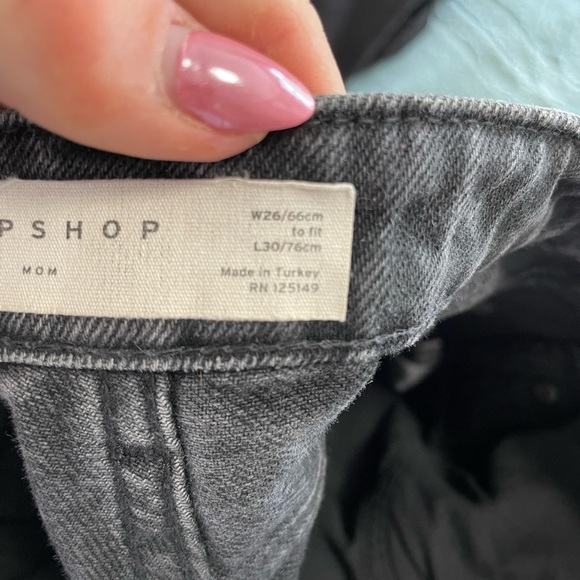 PSHOP
MOM
W26/66cm
to fit
L30/76cm
Made in Turkey
RN 125149